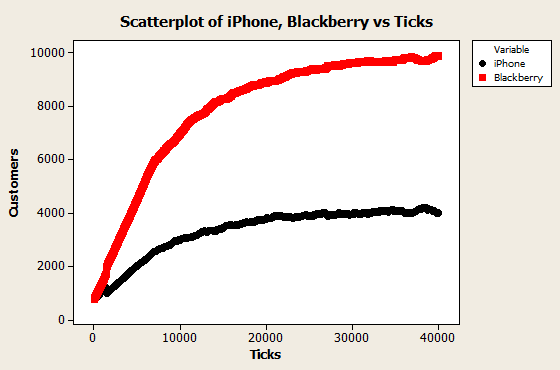 Scatterplot of iPhone, Blackberry vs Ticks
Variable
iPhone
Blackberry
10000
8000
6000
4000
2000
0
Customers
0 10000 20000 30000 40000
Ticks